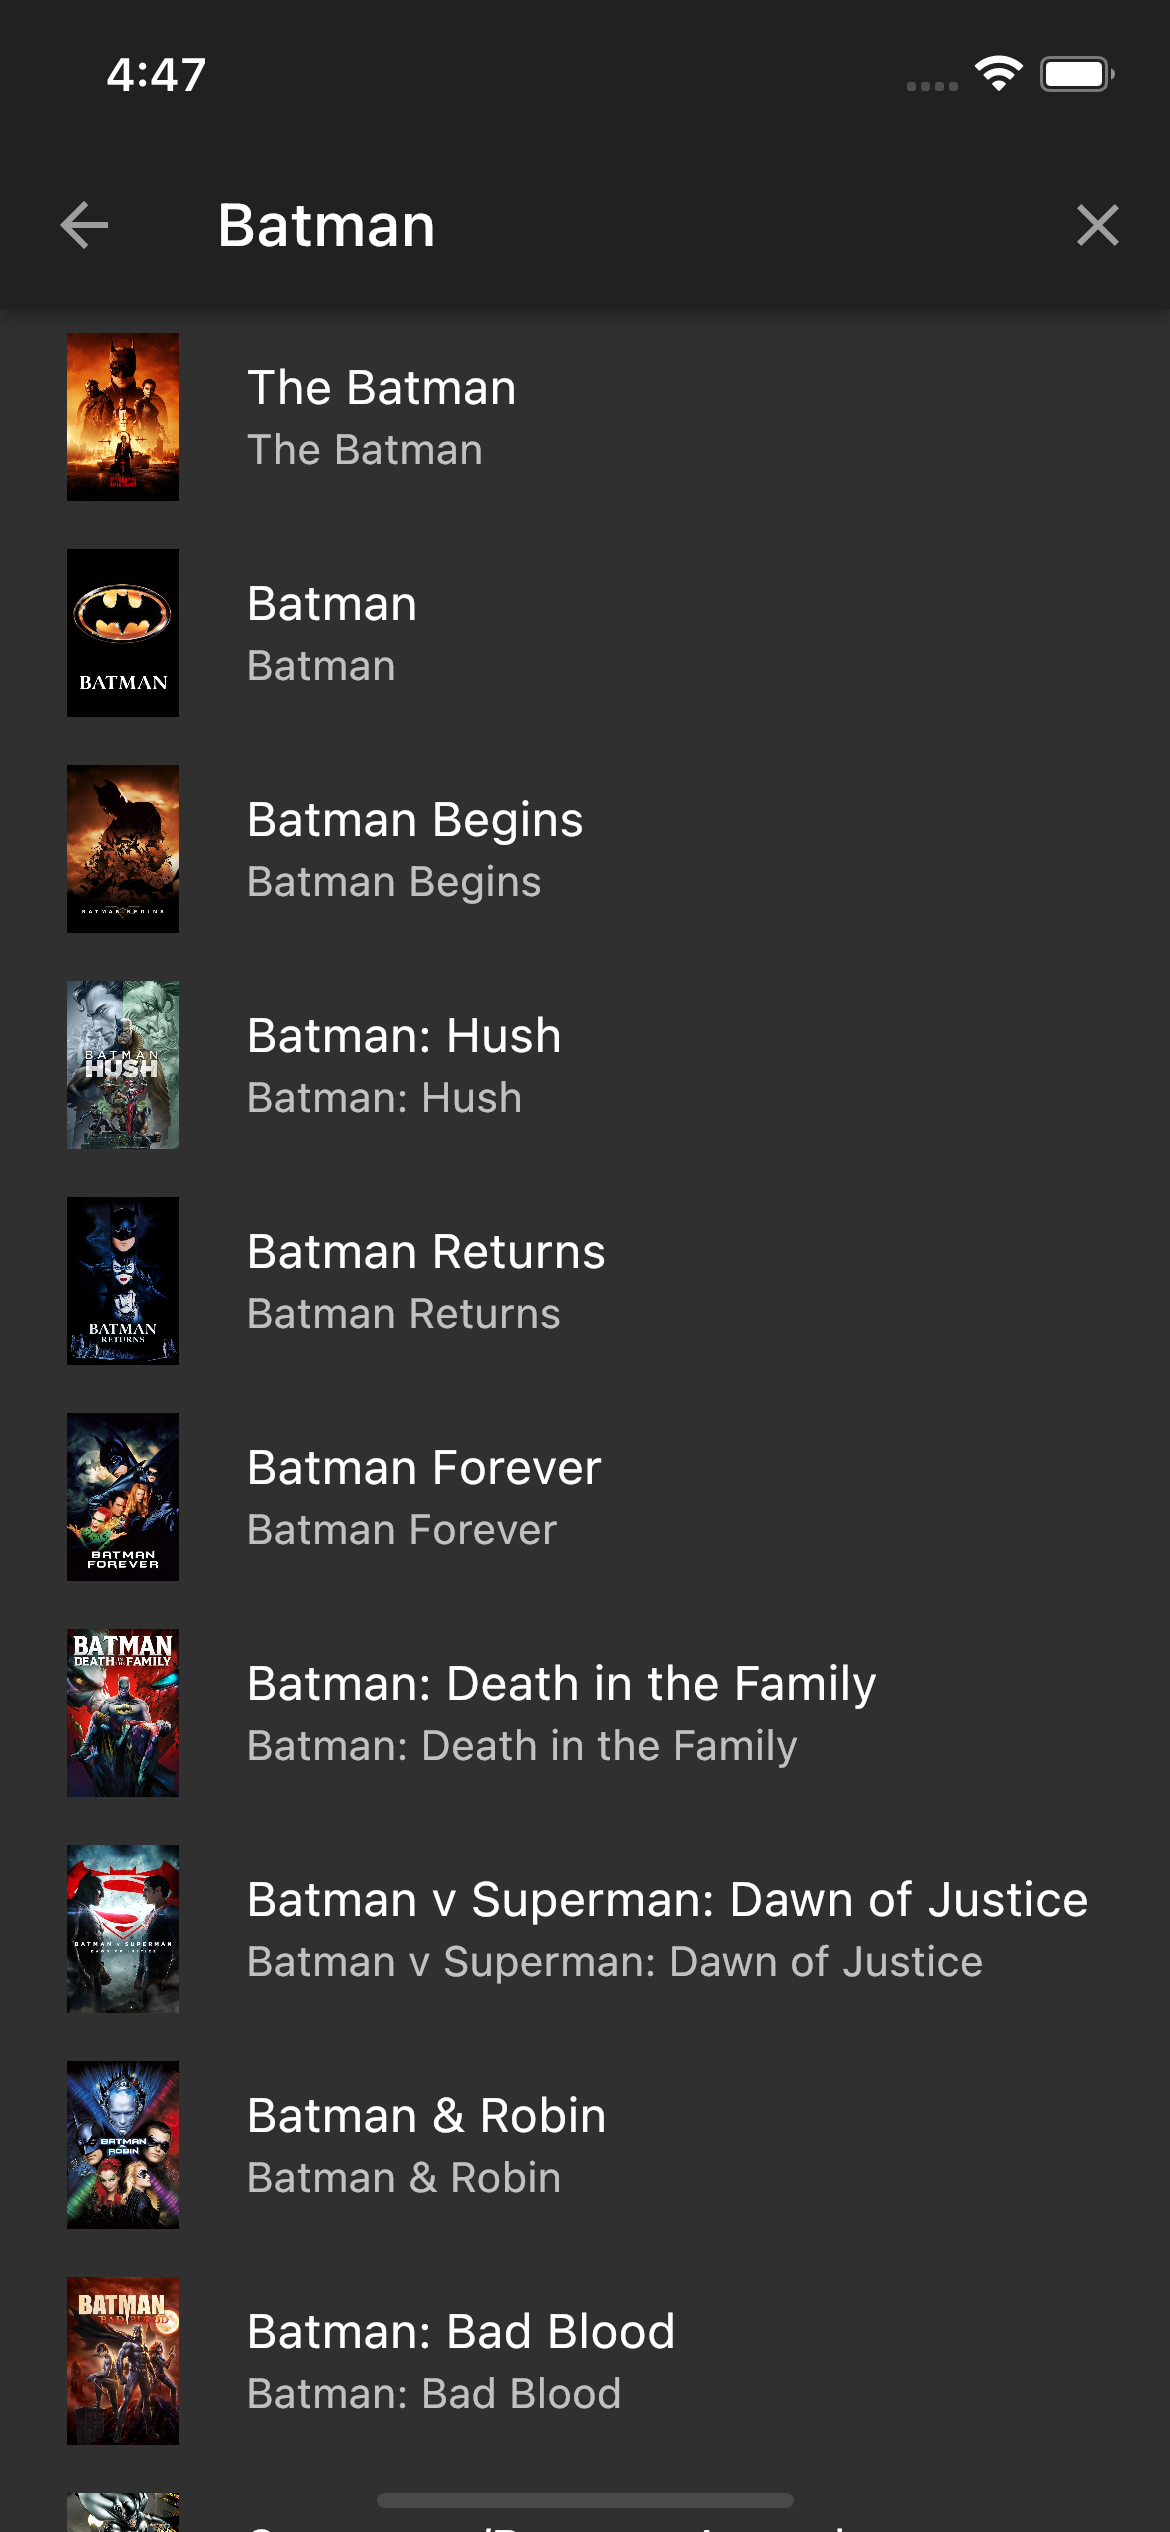 4:47
Batman
The Batman
The Batman
Batman
Batman
BATMAN
Batman Begins
Batman Begins
BATMAN BEGINS
Batman: Hush
Batman: Hush
BATMAN
HUSH
Batman Returns
Batman Returns
BATMAN
RETURNS
Batman Forever
Batman Forever
BATMAN
FOREVER
BATMAN
DEATH IN THE FAMILY
Batman: Death in the Family
Batman: Death in the Family
Batman v Superman: Dawn of Justice
Batman v Superman: Dawn of Justice
BATMAN V SUPERMAN
DAWN OF JUSTICE
Batman & Robin
Batman & Robin
BATMAN
&
ROBIN
BATMAN
BAD BLOOD
Batman: Bad Blood
Batman: Bad Blood